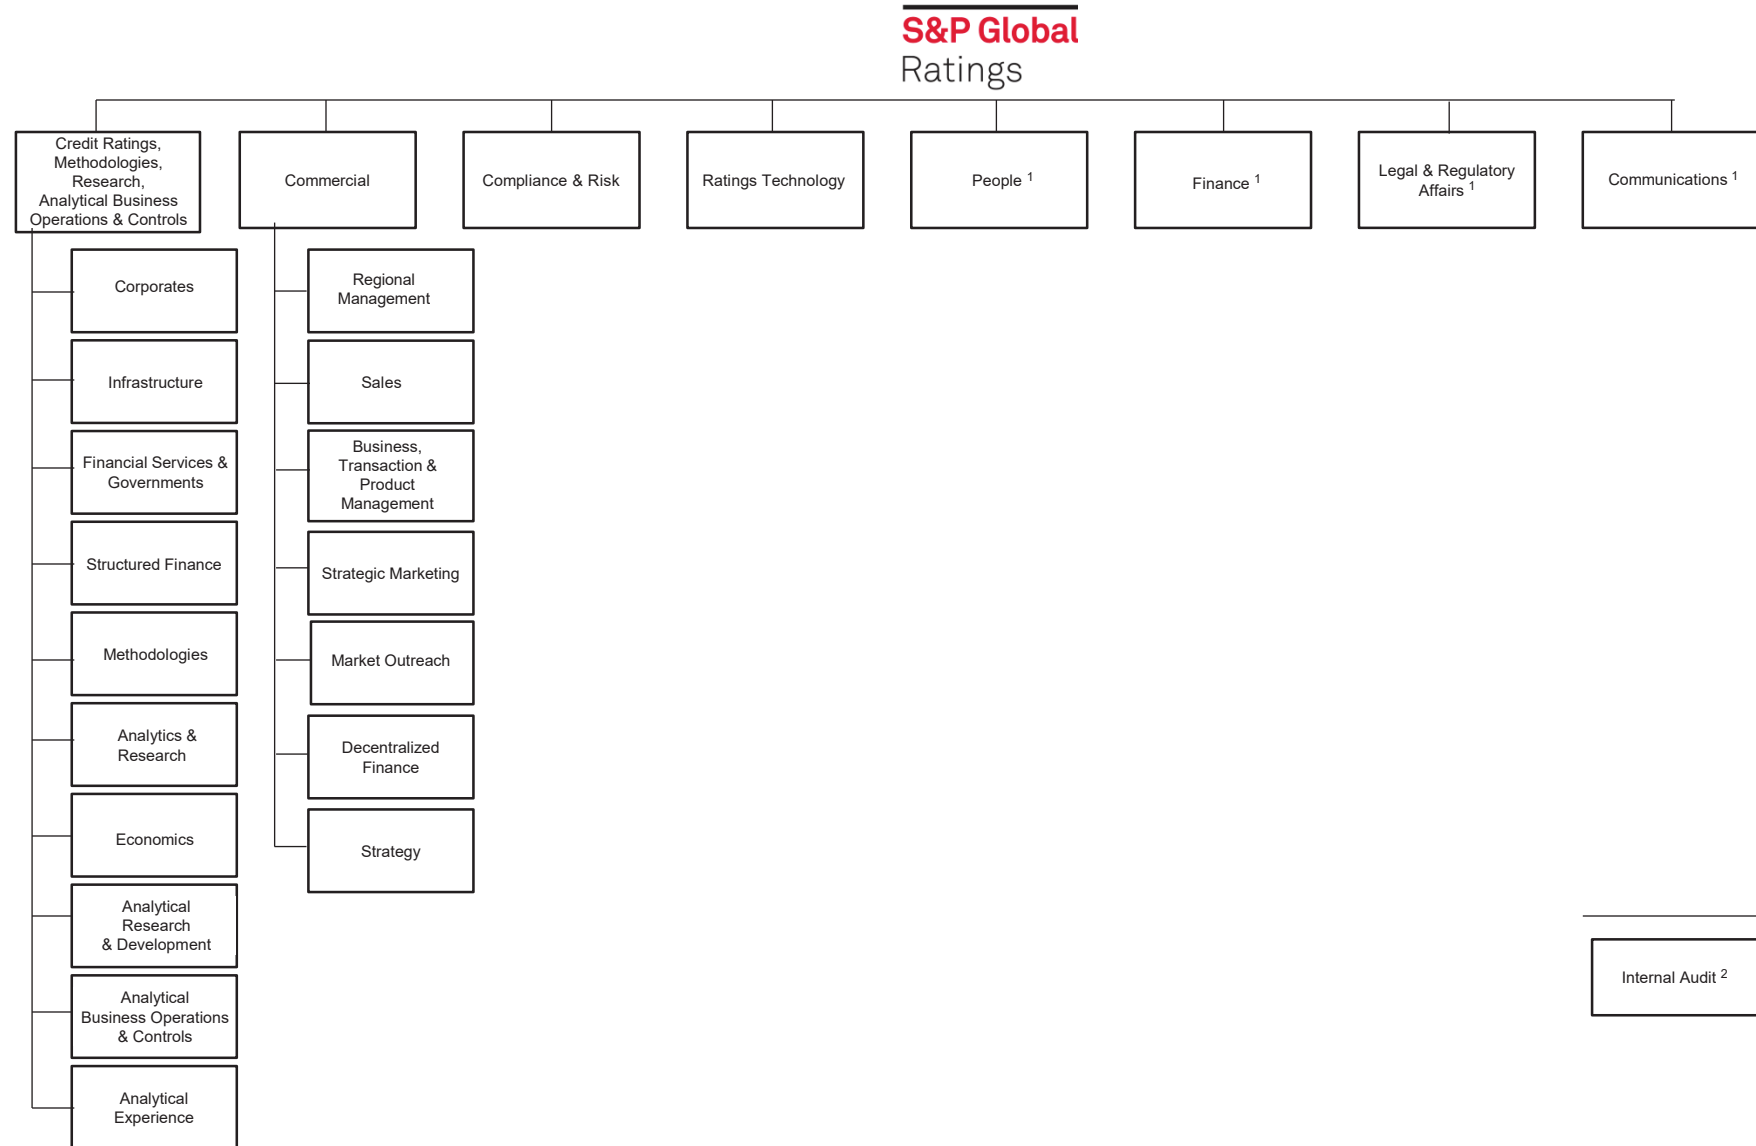 S&P Global
Ratings
Credit Ratings,
Methodologies,
Research,
Analytical Business
Operations & Controls
Commercial
Compliance & Risk
Ratings Technology
People 1
Finance 1
Legal & Regulatory
Affairs 1
Communications 1
Corporates
Infrastructure
Financial Services &
Governments
Structured Finance
Methodologies
Analytics &
Research
Economics
Analytical
Research
& Development
Analytical
Business Operations
& Controls
Analytical
Experience
Regional
Management
Sales
Business,
Transaction &
Product
Management
Strategic Marketing
Market Outreach
Decentralized
Finance
Strategy
Internal Audit 2